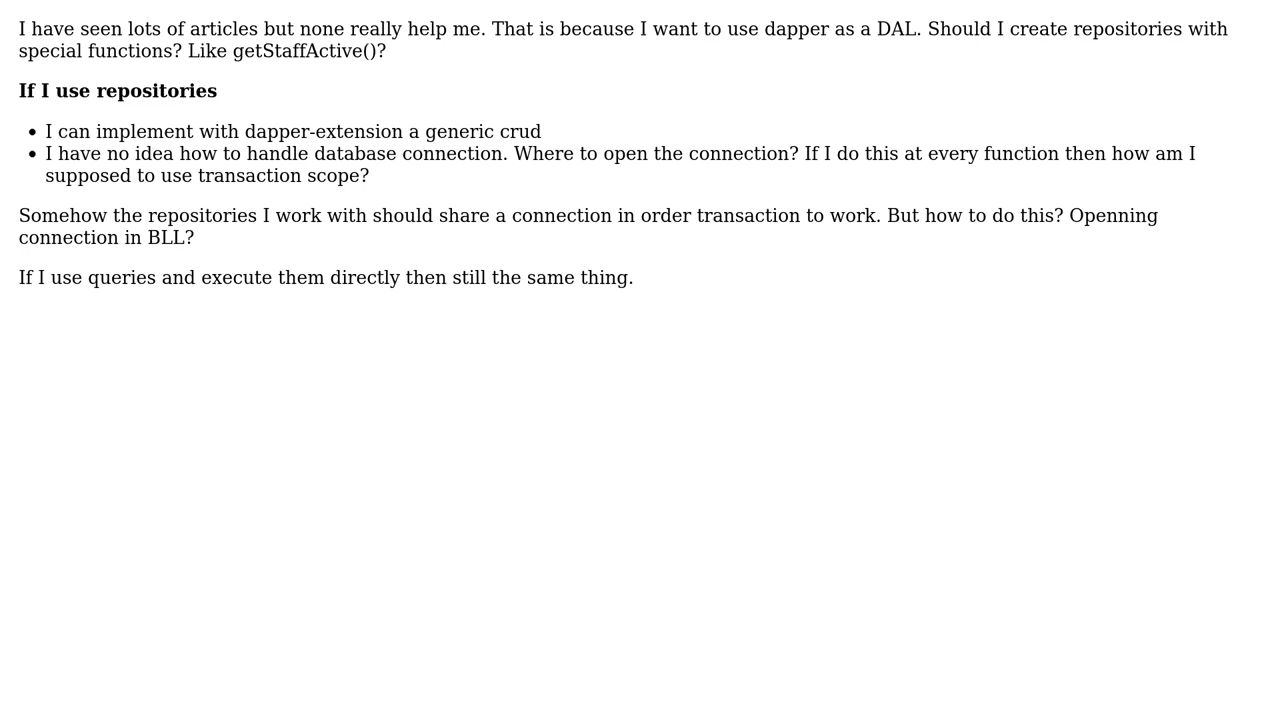 I have seen lots of articles but none really help me. That is because I want to use dapper as a DAL. Should I create repositories with
special functions? Like getStaffActive()?
If I use repositories
• I can implement with dapper-extension a generic crud
• I have no idea how to handle database connection. Where to open the connection? If I do this at every function then how am I
supposed to use transaction scope?
Somehow the repositories I work with should share a connection in order transaction to work. But how to do this? Openning
connection in BLL?
If I use queries and execute them directly then still the same thing.